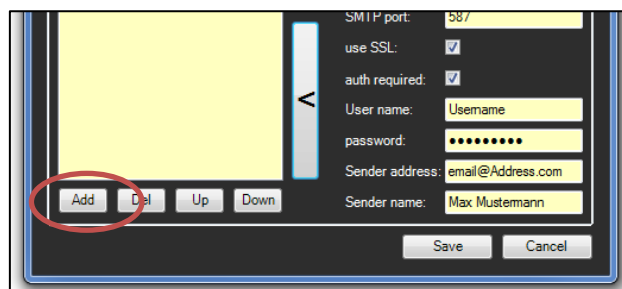 SMTP port: 587
use SSL:
auth required:
<
User name: Username
password: ●●●●●●●●●
Sender address: email@Address.com
Add Del Up Down Sender name: Max Mustermann
Save Cancel